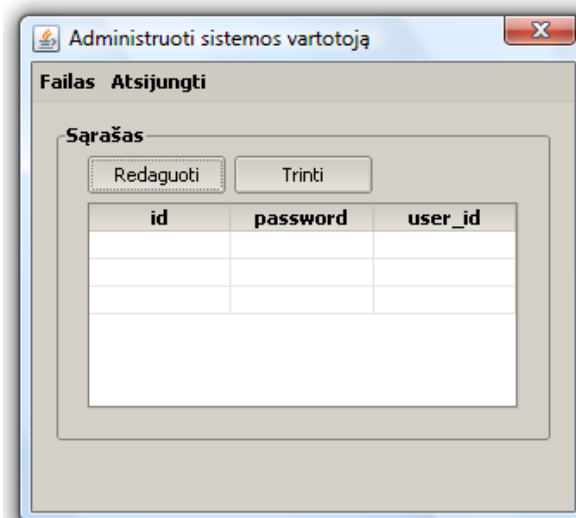 Administruoti sistemos vartotoją
Failas Atsijungti
Sąrašas
Redaguoti Trinti
id password user_id